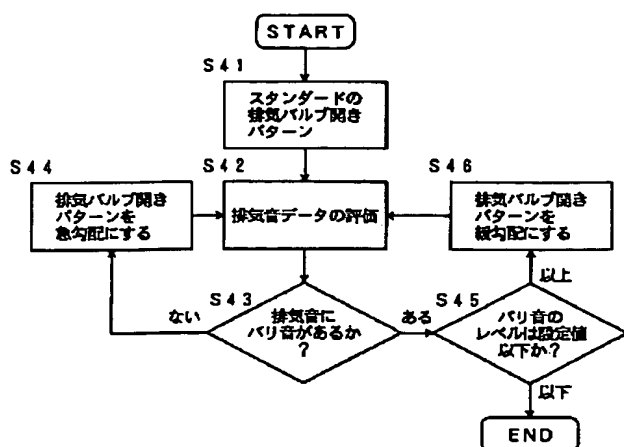 START
S41
スタンダードの
排気バルブ開き
パターン
S44
S42
S46
排気バルブ開き
パターンを
急勾配にする
排気音データの評価
排気バルブ開き
パターンを
緩勾配にする
S43
S45
以上
ない
排気音に
バリ音があるか
?
ある
バリ音の
レベルは設定値
以下か?
以下
END